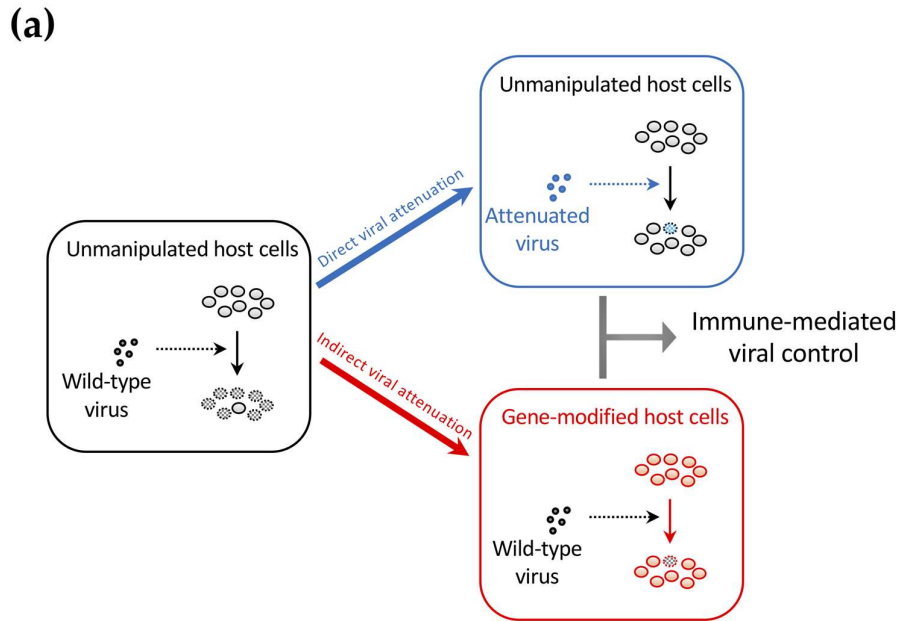 (a)
Unmanipulated host cells
Wild-type
virus
Direct viral attenuation
Indirect viral attenuation
Unmanipulated host cells
Attenuated
virus
Gene-modified host cells
Wild-type
virus
Immune-mediated
viral control